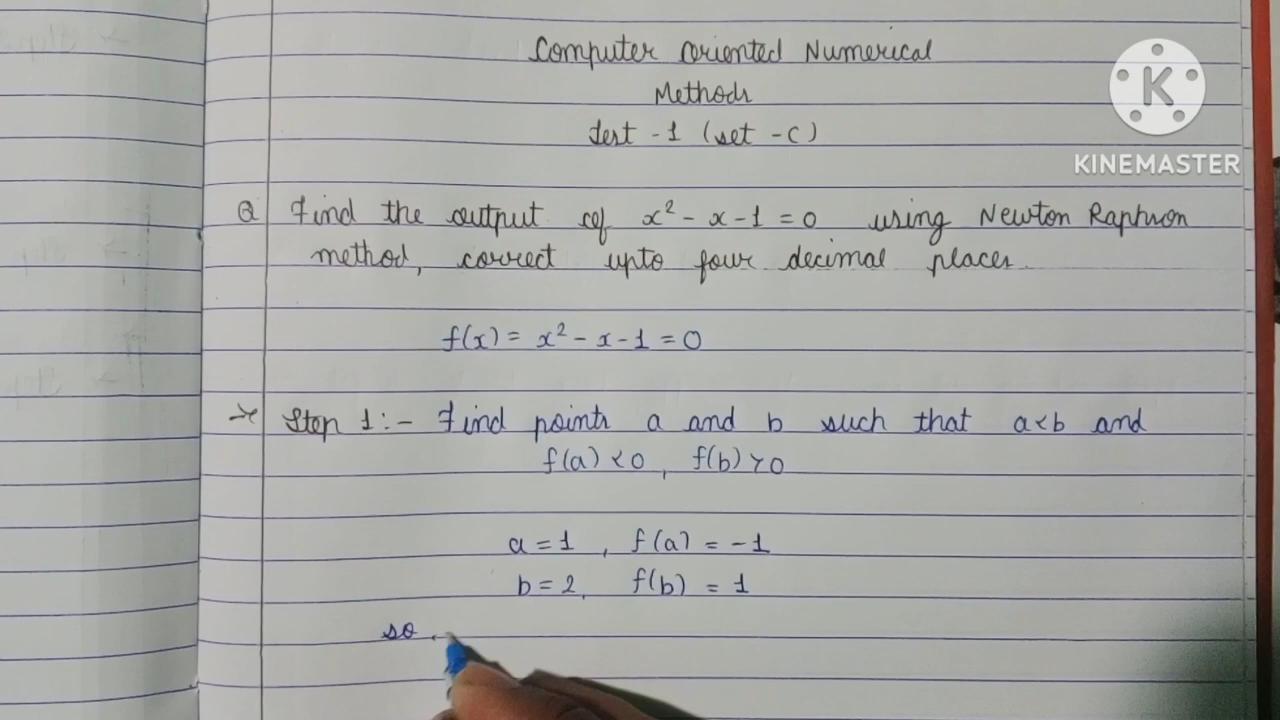 Computer Oriented Numerical
Methods
Test -1 (set -C)
K
KINEMASTER
Q Find the output of x² - x - 1 = 0 using Newton Raphson
method, correct upto four decimal places.
f(x) = x² - x - 1 = 0
→ Step 1 :- Find points a and b such that a<b and
f(a) < 0, f(b) > 0
a = 1, f(a) = -1
b = 2, f(b) = 1
so,